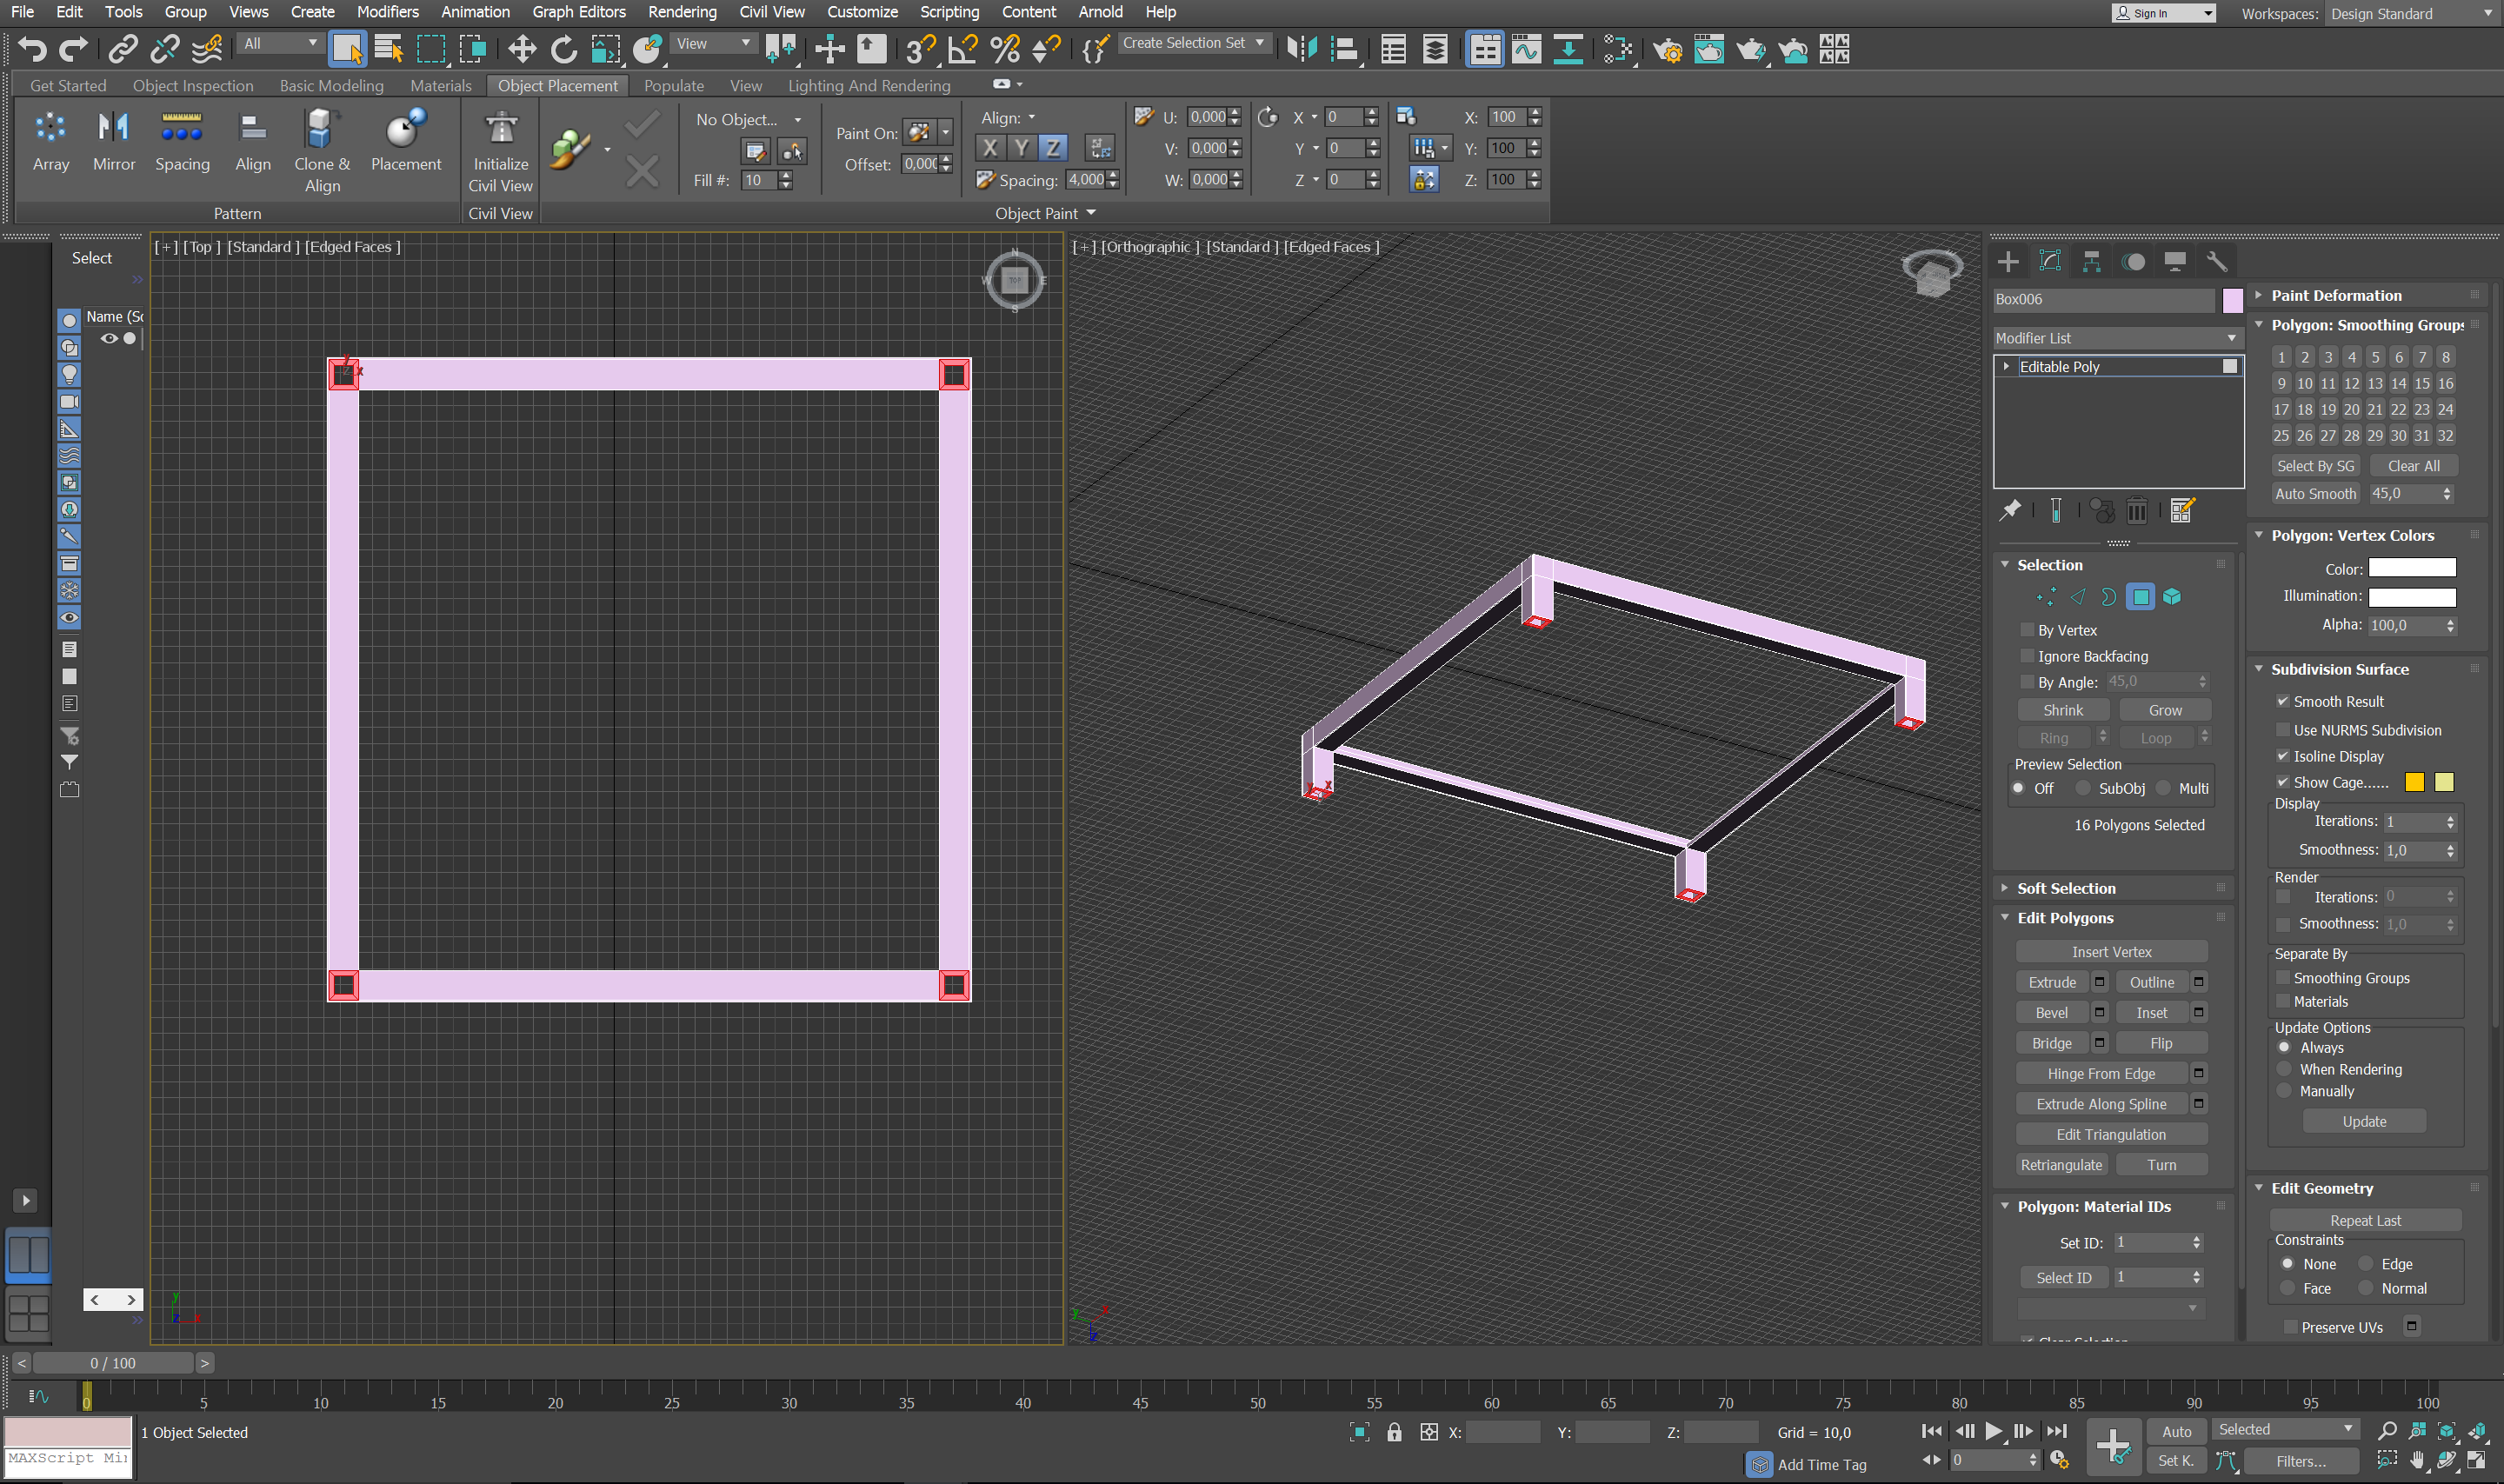 File Edit Tools Group Views Create Modifiers Animation Graph Editors Rendering Civil View Customize Scripting Content Arnold Help
Sign In
Workspaces: Design Standard
All
View
Create Selection Set
Get Started Object Inspection Basic Modeling Materials Object Placement Populate View Lighting And Rendering
Array Mirror Spacing Align Clone & Align Placement
Pattern
Initialize Civil View
Civil View
No Object...
Fill #: 10
Paint On:
Offset: 0,000
Align:
X Y Z
Spacing: 4,000
U: 0,000
V: 0,000
W: 0,000
X 0
Y 0
Z 0
X: 100
Y: 100
Z: 100
Object Paint
Select
Name (Sc
[+] [Top ] [Standard ] [Edged Faces ]
N
W TOP E
S
[+] [Orthographic ] [Standard ] [Edged Faces ]
Box006
Modifier List
Editable Poly
Selection
By Vertex
Ignore Backfacing
By Angle: 45,0
Shrink Grow
Ring Loop
Preview Selection
Off SubObj Multi
16 Polygons Selected
Soft Selection
Edit Polygons
Insert Vertex
Extrude Outline
Bevel Inset
Bridge Flip
Hinge From Edge
Extrude Along Spline
Edit Triangulation
Retriangulate Turn
Polygon: Material IDs
Set ID: 1
Select ID 1
Paint Deformation
Polygon: Smoothing Groups
1 2 3 4 5 6 7 8
9 10 11 12 13 14 15 16
17 18 19 20 21 22 23 24
25 26 27 28 29 30 31 32
Select By SG Clear All
Auto Smooth 45,0
Polygon: Vertex Colors
Color:
Illumination:
Alpha: 100,0
Subdivision Surface
Smooth Result
Use NURMS Subdivision
Isoline Display
Show Cage......
Display
Iterations: 1
Smoothness: 1,0
Render
Iterations: 0
Smoothness: 1,0
Separate By
Smoothing Groups
Materials
Update Options
Always
When Rendering
Manually
Update
Edit Geometry
Repeat Last
Constraints
None Edge
Face Normal
Preserve UVs
0 / 100
0 5 10 15 20 25 30 35 40 45 50 55 60 65 70 75 80 85 90 95 100
MAXScript Mir
1 Object Selected
X: Y: Z: Grid = 10,0
Add Time Tag
0
Auto Selected
Set K. Filters...